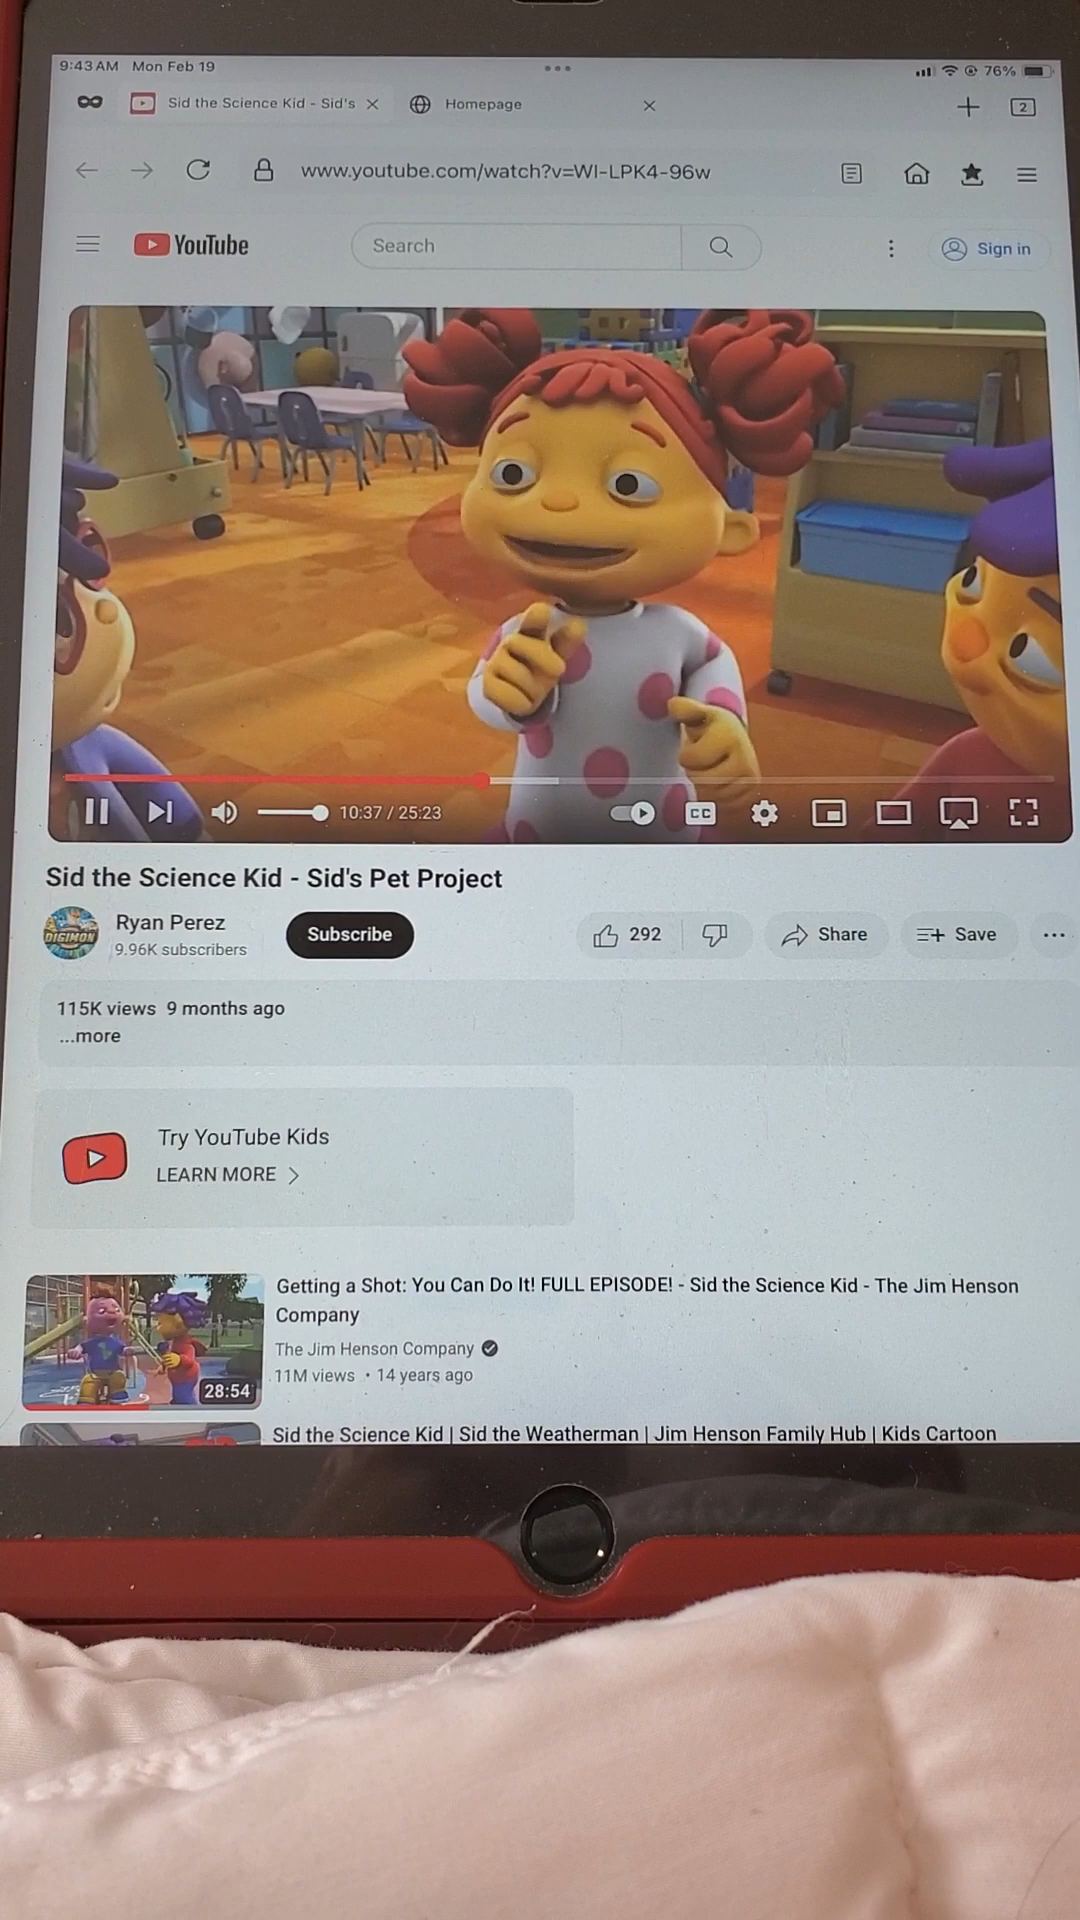 9:43 AM Mon Feb 19
76%
Sid the Science Kid - Sid's
Homepage
2
www.youtube.com/watch?v=WI-LPK4-96w
YouTube
Search
Sign in
10:37 / 25:23
CC
Sid the Science Kid - Sid's Pet Project
DIGIMON
Ryan Perez
9.96K subscribers
Subscribe
292
Share
Save
115K views 9 months ago
...more
Try YouTube Kids
LEARN MORE
Getting a Shot: You Can Do It! FULL EPISODE! - Sid the Science Kid - The Jim Henson
Company
The Jim Henson Company
11M views • 14 years ago
28:54
Sid the Science Kid | Sid the Weatherman | Jim Henson Family Hub | Kids Cartoon